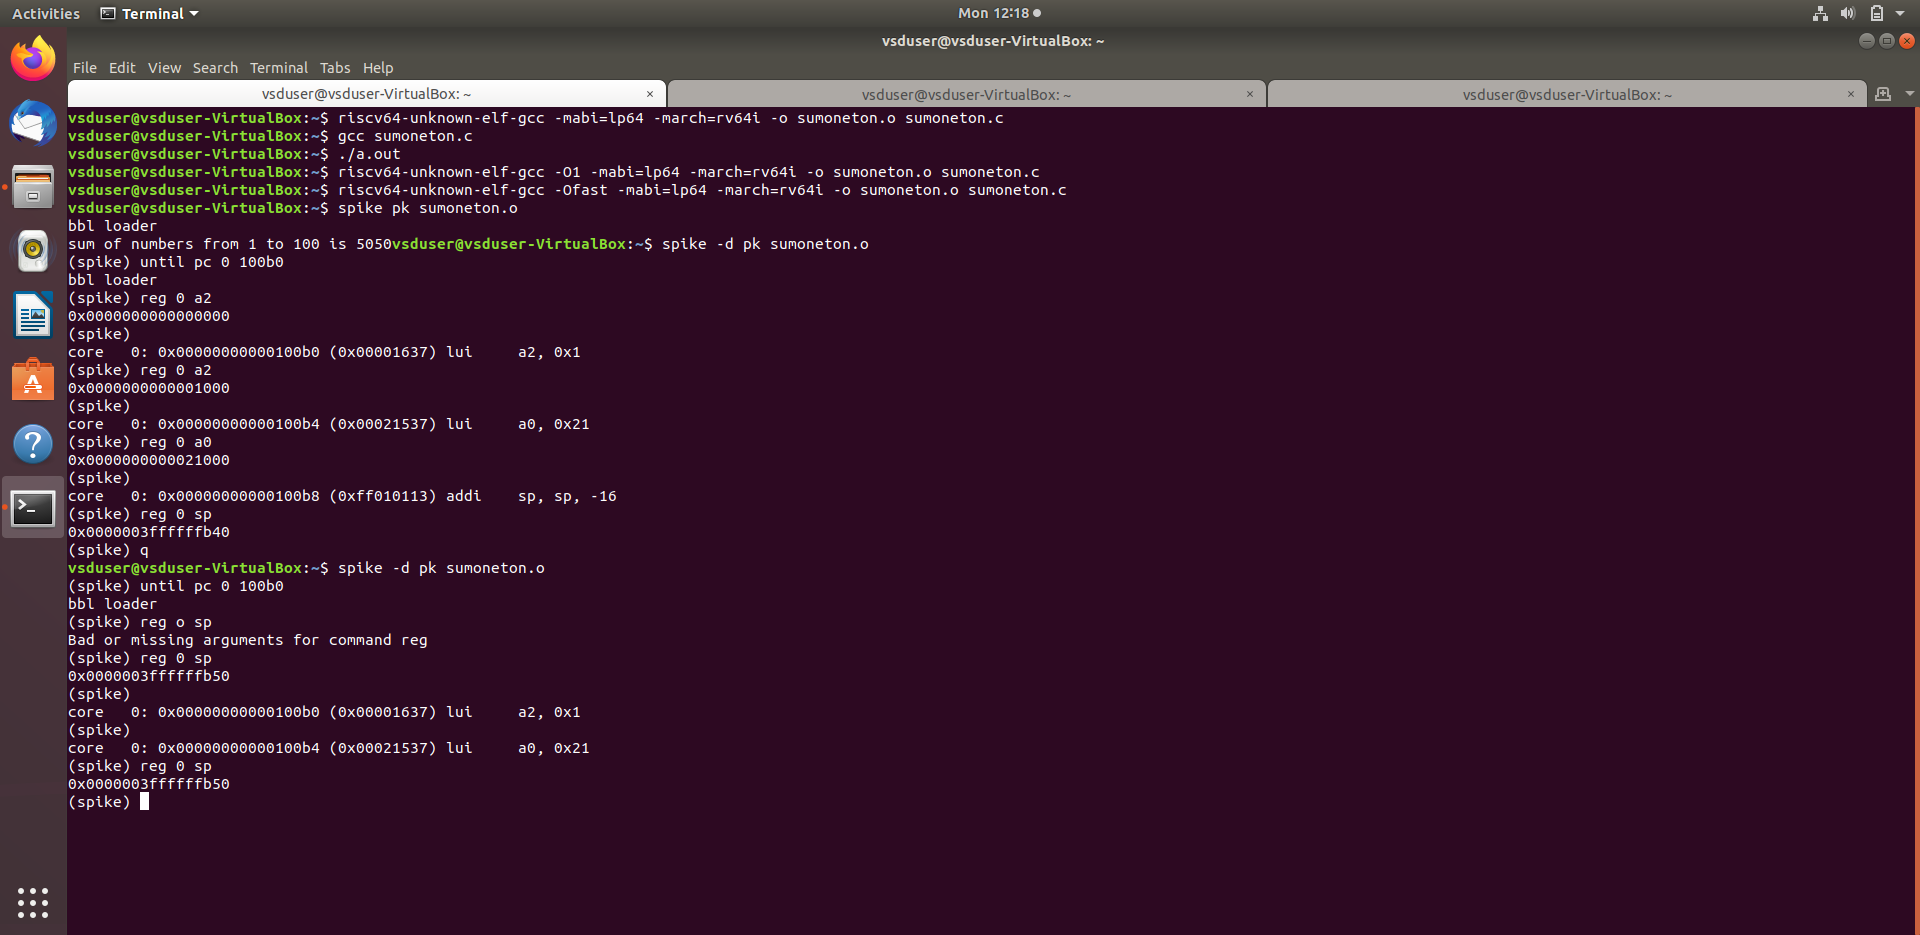 Activities Terminal Mon 12:18
vsduser@vsduser-VirtualBox: ~
File Edit View Search Terminal Tabs Help
vsduser@vsduser-VirtualBox: ~ × vsduser@vsduser-VirtualBox: ~ × vsduser@vsduser-VirtualBox: ~ ×
vsduser@vsduser-VirtualBox:~$ riscv64-unknown-elf-gcc -mabi=lp64 -march=rv64i -o sumoneton.o sumoneton.c
vsduser@vsduser-VirtualBox:~$ gcc sumoneton.c
vsduser@vsduser-VirtualBox:~$ ./a.out
vsduser@vsduser-VirtualBox:~$ riscv64-unknown-elf-gcc -O1 -mabi=lp64 -march=rv64i -o sumoneton.o sumoneton.c
vsduser@vsduser-VirtualBox:~$ riscv64-unknown-elf-gcc -Ofast -mabi=lp64 -march=rv64i -o sumoneton.o sumoneton.c
vsduser@vsduser-VirtualBox:~$ spike pk sumoneton.o
bbl loader
sum of numbers from 1 to 100 is 5050vsduser@vsduser-VirtualBox:~$ spike -d pk sumoneton.o
(spike) until pc 0 100b0
bbl loader
(spike) reg 0 a2
0x0000000000000000
(spike)
core   0: 0x00000000000100b0 (0x00001637) lui     a2, 0x1
(spike) reg 0 a2
0x0000000000001000
(spike)
core   0: 0x00000000000100b4 (0x00021537) lui     a0, 0x21
(spike) reg 0 a0
0x0000000000021000
(spike)
core   0: 0x00000000000100b8 (0xff010113) addi    sp, sp, -16
(spike) reg 0 sp
0x0000003ffffffb40
(spike) q
vsduser@vsduser-VirtualBox:~$ spike -d pk sumoneton.o
(spike) until pc 0 100b0
bbl loader
(spike) reg o sp
Bad or missing arguments for command reg
(spike) reg 0 sp
0x0000003ffffffb50
(spike)
core   0: 0x00000000000100b0 (0x00001637) lui     a2, 0x1
(spike)
core   0: 0x00000000000100b4 (0x00021537) lui     a0, 0x21
(spike) reg 0 sp
0x0000003ffffffb50
(spike)